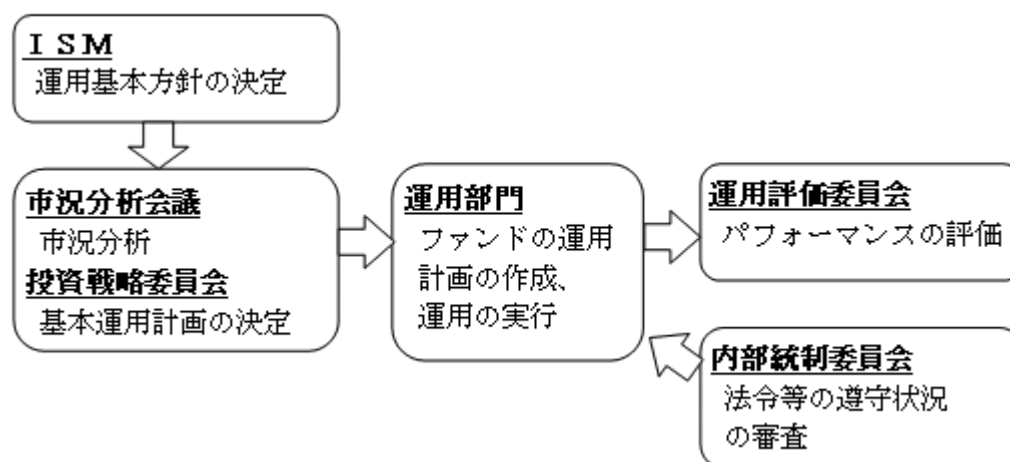 ＩＳＭ
運用基本方針の決定
市況分析会議
市況分析
投資戦略委員会
基本運用計画の決定
運用部門
ファンドの運用
計画の作成、
運用の実行
運用評価委員会
パフォーマンスの評価
内部統制委員会
法令等の遵守状況
の審査